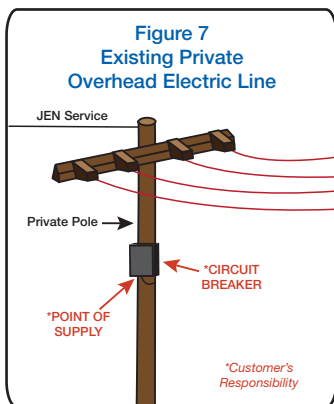 Figure 7
Existing Private
Overhead Electric Line
JEN Service
Private Pole
*CIRCUIT
BREAKER
*POINT OF
SUPPLY
*Customer's
Responsibility